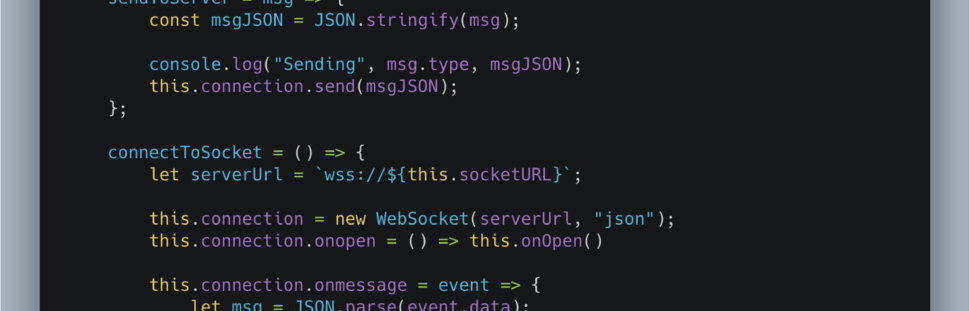 sendToServer = msg => {
const msgJSON = JSON.stringify(msg);
console.log("Sending", msg.type, msgJSON);
this.connection.send(msgJSON);
};
connectToSocket = () => {
let serverUrl = `wss://${this.socketURL}`;
this.connection = new WebSocket(serverUrl, "json");
this.connection.onopen = () => this.onOpen()
this.connection.onmessage = event => {
let msg = JSON.parse(event.data);